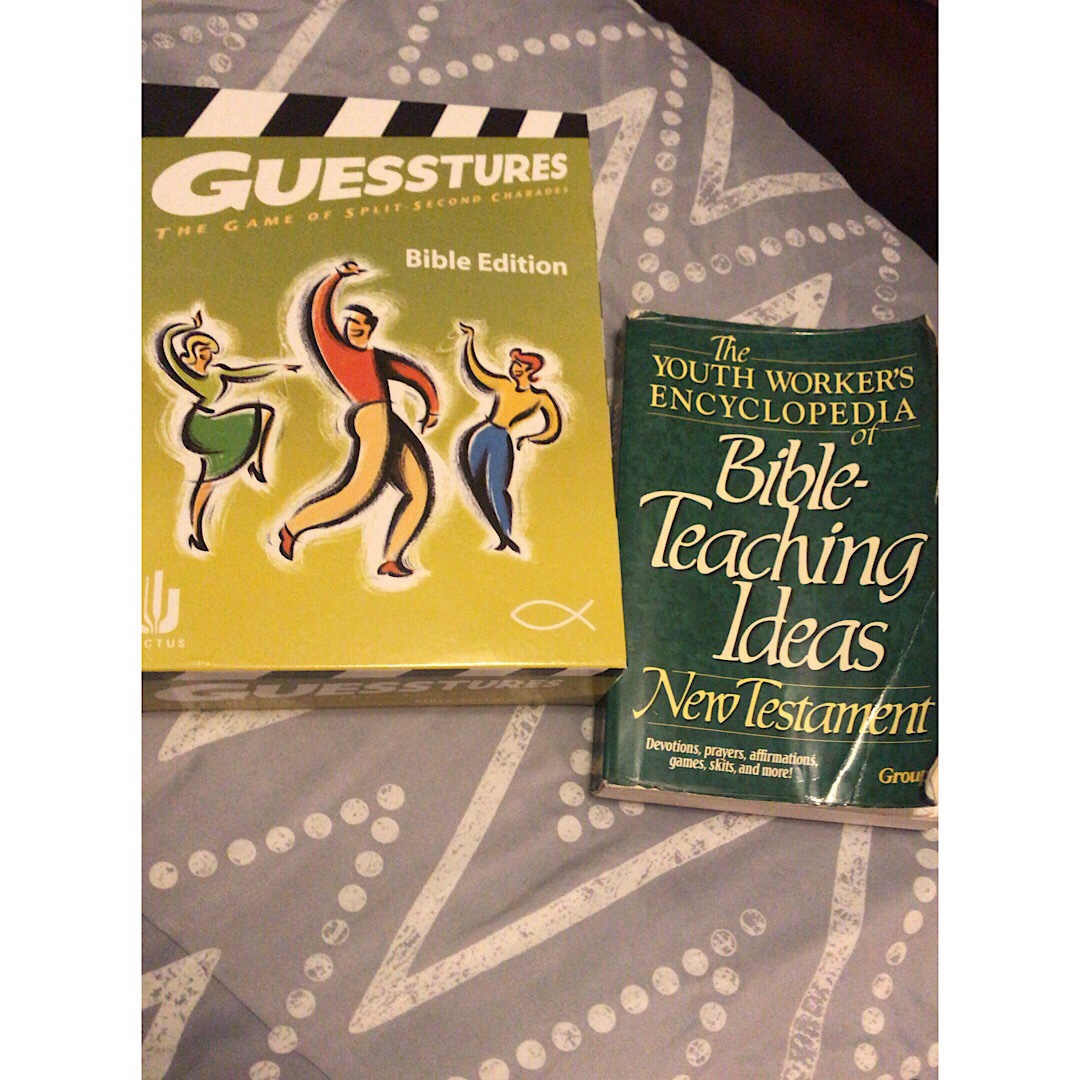 GUESSTURES
THE GAME OF SPLIT-SECOND CHARADES
Bible Edition
GUESSTURES
The
YOUTH WORKER'S
ENCYCLOPEDIA
of
Bible-
Teaching
Ideas
New Testament
Devotions, prayers, affirmations,
games, skits, and more!